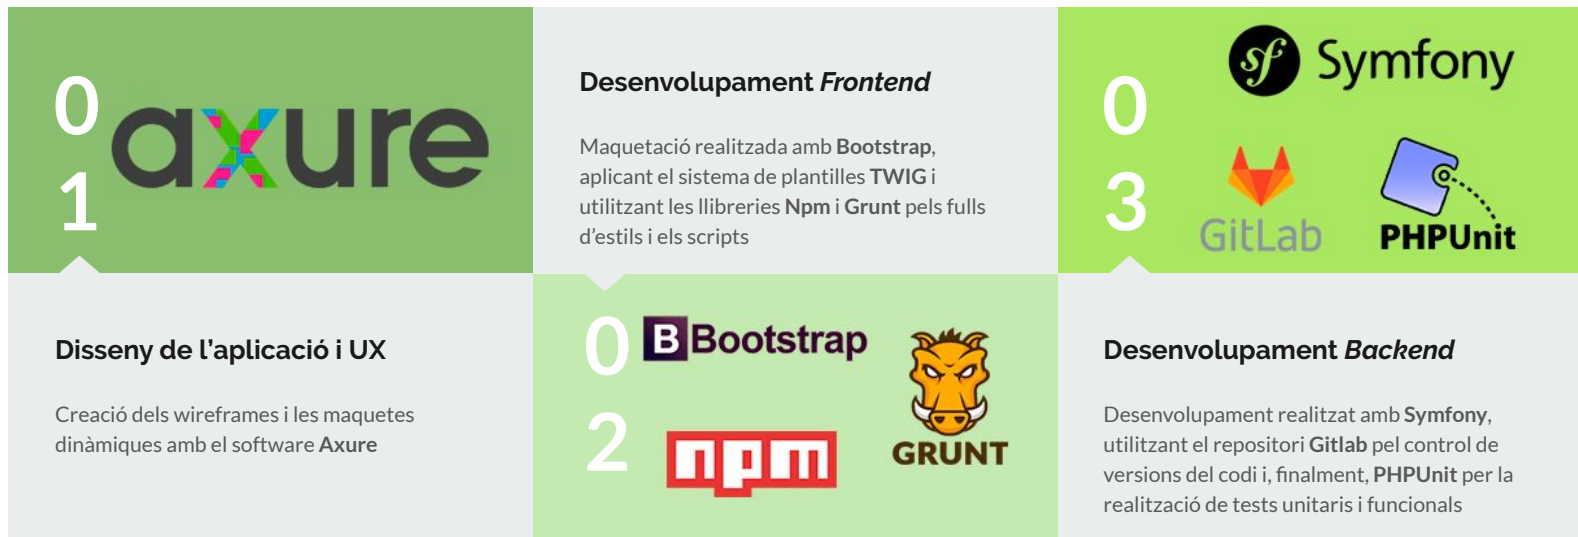 0
1
axure
Disseny de l’aplicació i UX
Creació dels wireframes i les maquetes
dinàmiques amb el software Axure
Desenvolupament Frontend
Maquetació realitzada amb Bootstrap,
aplicant el sistema de plantilles TWIG i
utilitzant les llibreries Npm i Grunt pels fulls
d’estils i els scripts
0
2
B Bootstrap
npm
GRUNT
0
3
sf Symfony
GitLab
PHPUnit
Desenvolupament Backend
Desenvolupament realitzat amb Symfony,
utilitzant el repositori Gitlab pel control de
versions del codi i, finalment, PHPUnit per la
realització de tests unitaris i funcionals